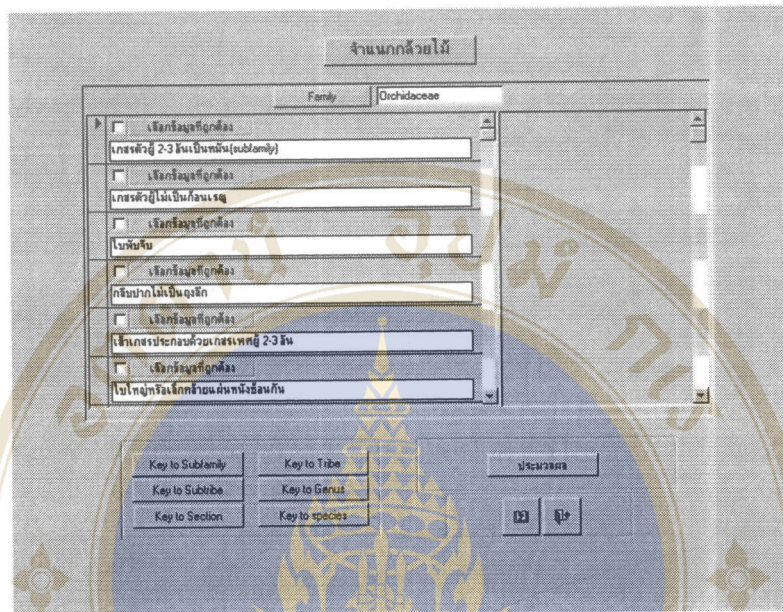 จำแนกกล้วยไม้
Family Orchidaceae
เลือกข้อมูลที่ถูกต้อง
เกสรตัวผู้ 2-3 อันเป็นหมัน(subfamily)
เลือกข้อมูลที่ถูกต้อง
เกสรตัวผู้ไม่เป็นก้อนเรณู
เลือกข้อมูลที่ถูกต้อง
ใบพับจีบ
เลือกข้อมูลที่ถูกต้อง
กลีบปากไม่เป็นถุงลึก
เลือกข้อมูลที่ถูกต้อง
เส้าเกสรประกอบด้วยเกสรเพศผู้ 2-3 อัน
เลือกข้อมูลที่ถูกต้อง
ใบใหญ่หรือเล็กคล้ายแผ่นหนังซ้อนกัน
Key to Subfamily Key to Tribe ประมวลผล
Key to Subtribe Key to Genus
Key to Section Key to species